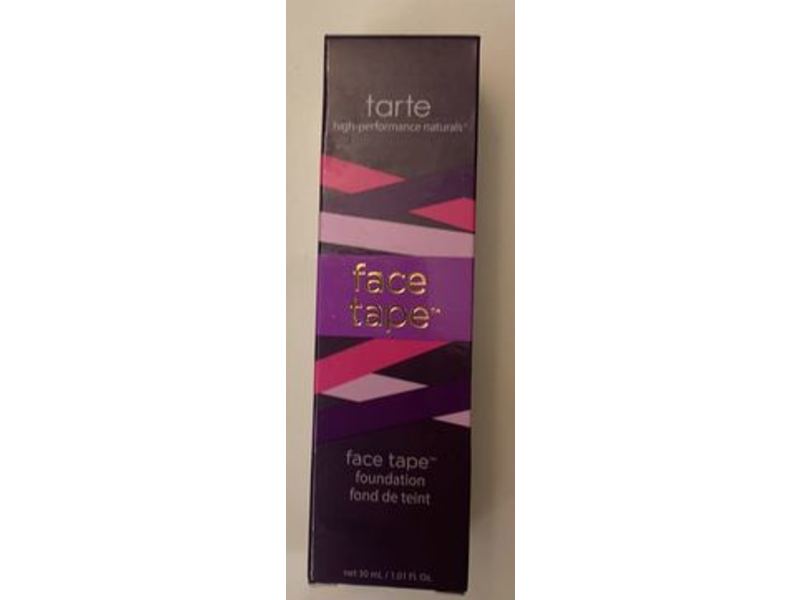 tarte
high-performance naturals™
face
tape™
face tape™
foundation
fond de teint
net 30 mL / 1.01 fl. oz.